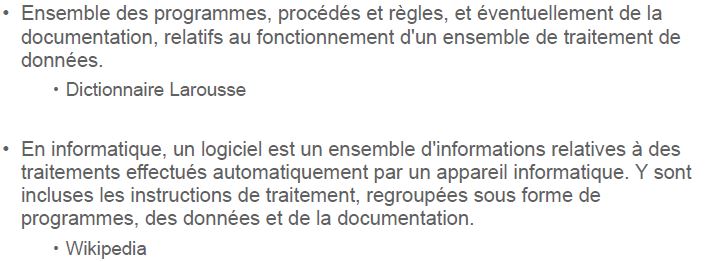 • Ensemble des programmes, procédés et règles, et éventuellement de la
documentation, relatifs au fonctionnement d'un ensemble de traitement de
données.
• Dictionnaire Larousse
• En informatique, un logiciel est un ensemble d'informations relatives à des
traitements effectués automatiquement par un appareil informatique. Y sont
incluses les instructions de traitement, regroupées sous forme de
programmes, des données et de la documentation.
• Wikipedia